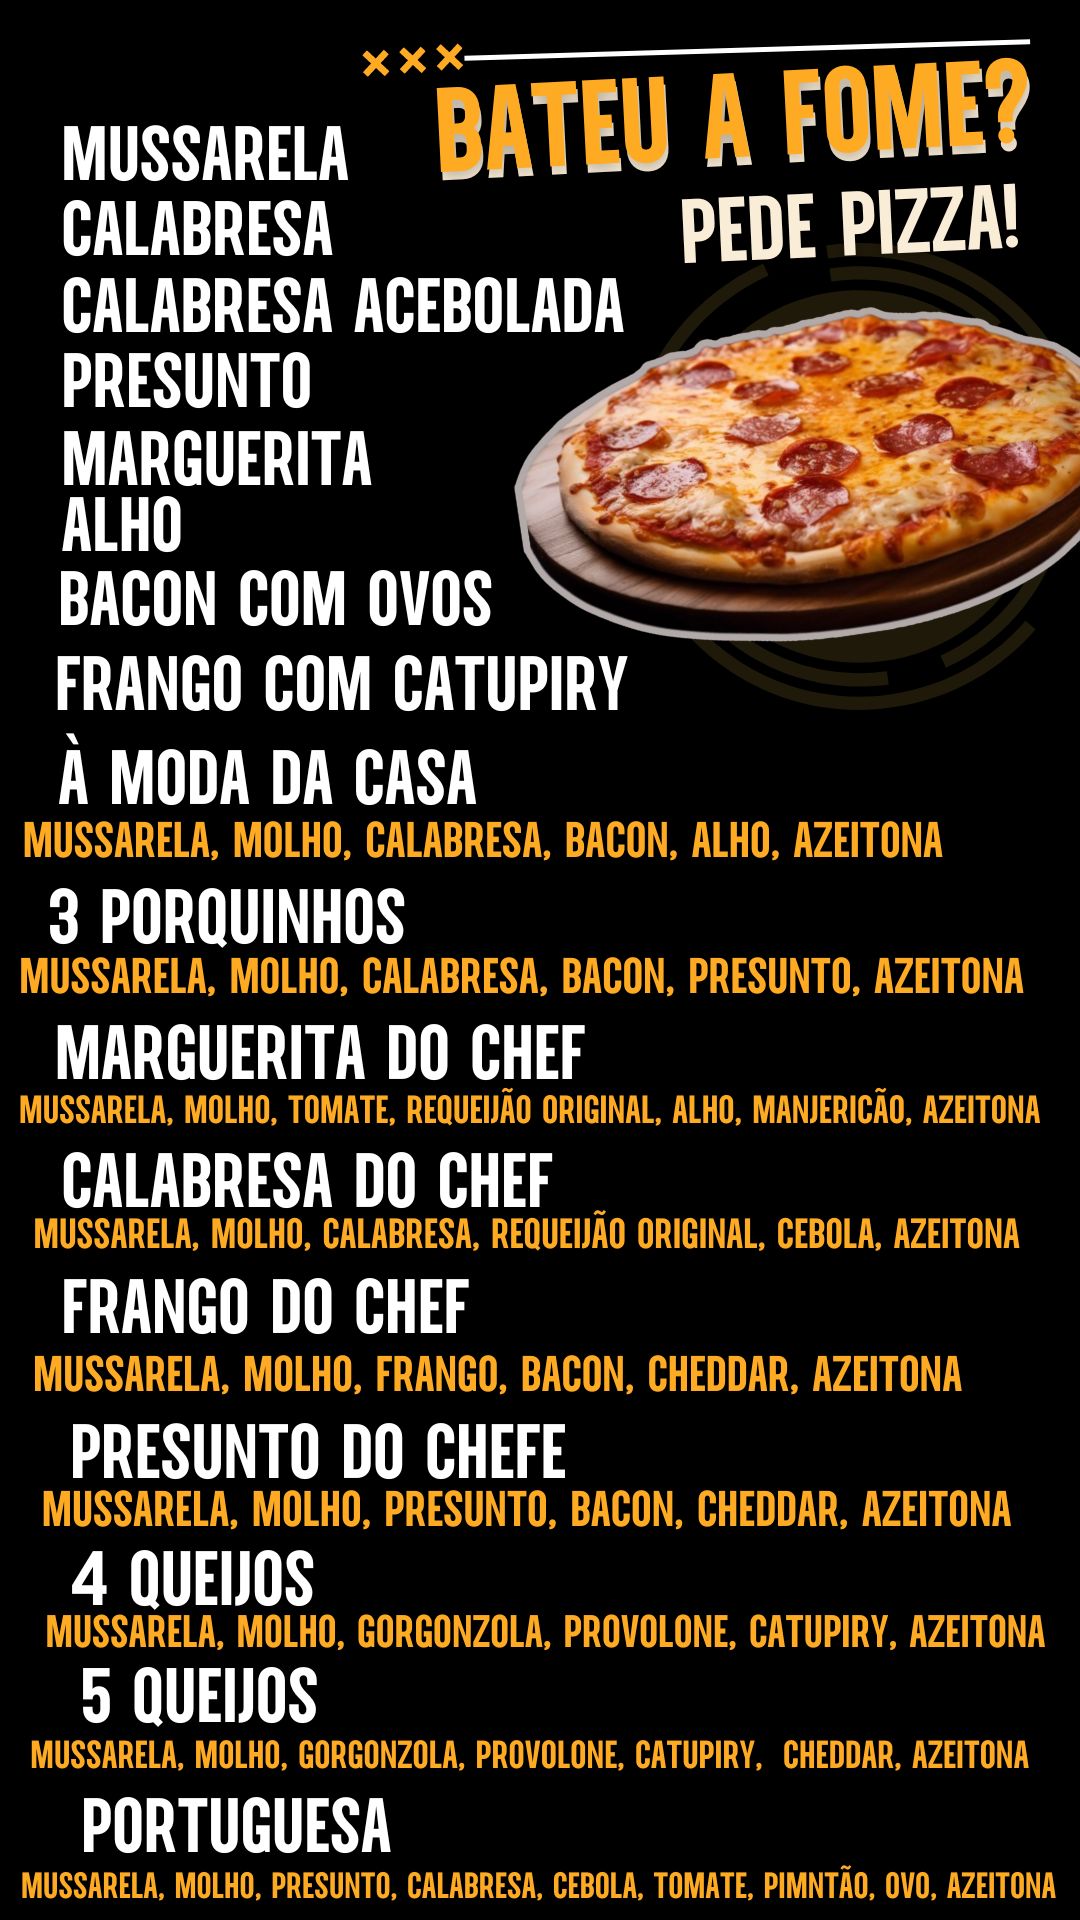 BATEU A FOME?
PEDE PIZZA!
MUSSARELA
CALABRESA
CALABRESA ACEBOLADA
PRESUNTO
MARGUERITA
ALHO
BACON COM OVOS
FRANGO COM CATUPIRY
À MODA DA CASA
MUSSARELA, MOLHO, CALABRESA, BACON, ALHO, AZEITONA
3 PORQUINHOS
MUSSARELA, MOLHO, CALABRESA, BACON, PRESUNTO, AZEITONA
MARGUERITA DO CHEF
MUSSARELA, MOLHO, TOMATE, REQUEIJÃO ORIGINAL, ALHO, MANJERICÃO, AZEITONA
CALABRESA DO CHEF
MUSSARELA, MOLHO, CALABRESA, REQUEIJÃO ORIGINAL, CEBOLA, AZEITONA
FRANGO DO CHEF
MUSSARELA, MOLHO, FRANGO, BACON, CHEDDAR, AZEITONA
PRESUNTO DO CHEFE
MUSSARELA, MOLHO, PRESUNTO, BACON, CHEDDAR, AZEITONA
4 QUEIJOS
MUSSARELA, MOLHO, GORGONZOLA, PROVOLONE, CATUPIRY, AZEITONA
5 QUEIJOS
MUSSARELA, MOLHO, GORGONZOLA, PROVOLONE, CATUPIRY, CHEDDAR, AZEITONA
PORTUGUESA
MUSSARELA, MOLHO, PRESUNTO, CALABRESA, CEBOLA, TOMATE, PIMNTÃO, OVO, AZEITONA